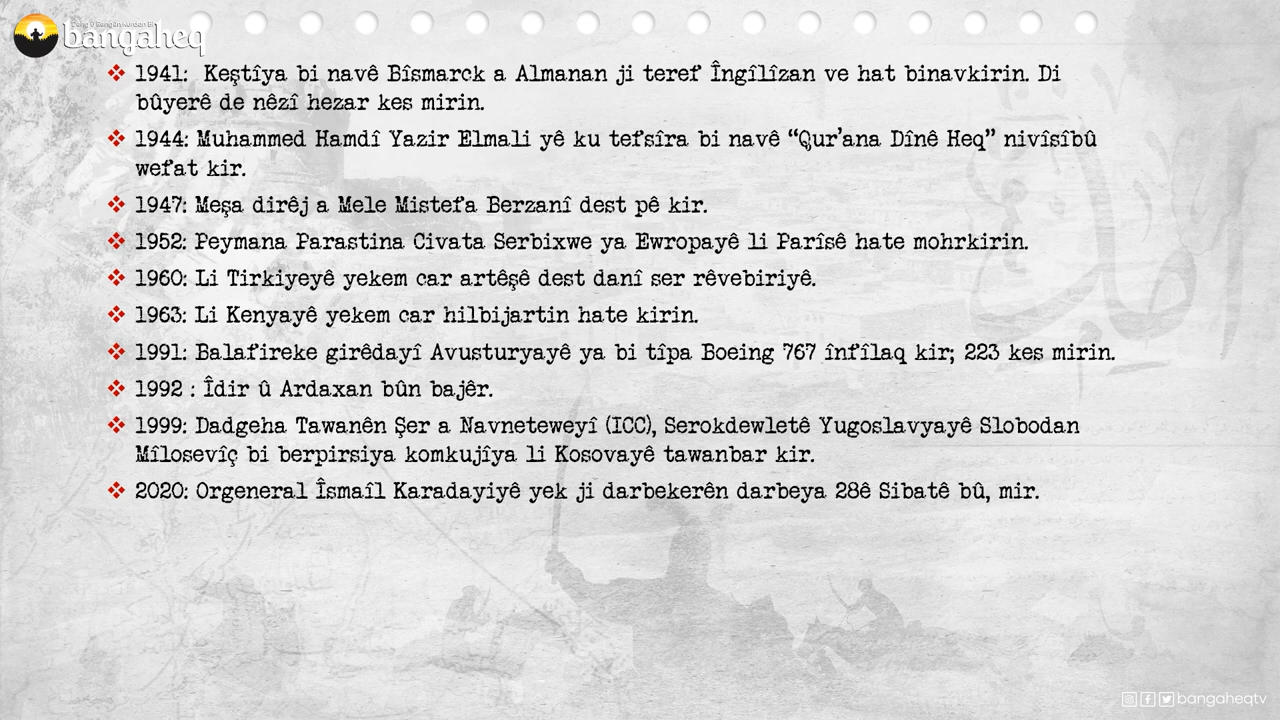 bangaheq
❖ 1941: Keştîya bi navê Bîsmarck a Almanan ji teref Îngîlîzan ve hat binavkirin. Di
bûyerê de nêzî hezar kes mirin.
❖ 1944: Muhammed Hamdî Yazir Elmali yê ku tefsîra bi navê “Qur’ana Dînê Heq” nivîsîbû
wefat kir.
❖ 1947: Meşa dirêj a Mele Mistefa Berzanî dest pê kir.
❖ 1952: Peymana Parastina Civata Serbixwe ya Ewropayê li Parîsê hate mohrkirin.
❖ 1960: Li Tirkiyeyê yekem car artêşê dest danî ser rêvebiriyê.
❖ 1963: Li Kenyayê yekem car hilbijartin hate kirin.
❖ 1991: Balafireke girêdayî Avusturyayê ya bi tîpa Boeing 767 înfîlaq kir; 223 kes mirin.
❖ 1992 : Îdir û Ardaxan bûn bajêr.
❖ 1999: Dadgeha Tawanên Şer a Navneteweyî (ICC), Serokdewletê Yugoslavyayê Slobodan
Mîlosevîç bi berpirsiya komkujîya li Kosovayê tawanbar kir.
❖ 2020: Orgeneral Îsmaîl Karadayiyê yek ji darbekerên darbeya 28ê Sibatê bû, mir.
bangaheqtv